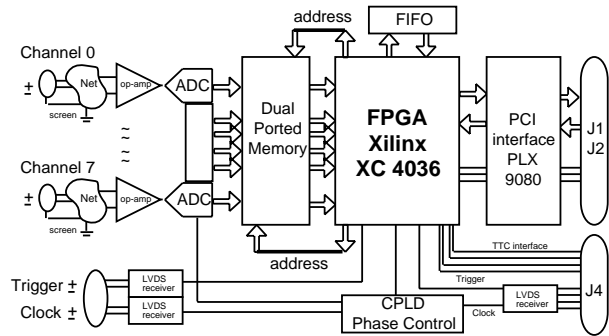 address
FIFO
Channel 0
±
Net
op-amp
ADC
screen
Dual
Ported
Memory
FPGA
Xilinx
XC 4036
PCI
interface
PLX
9080
J1
J2
~
~
~
~
Channel 7
±
Net
op-amp
ADC
screen
address
TTC interface
Trigger ±
LVDS
receiver
Trigger
Clock ±
LVDS
receiver
CPLD
Phase Control
Clock
LVDS
receiver
J4